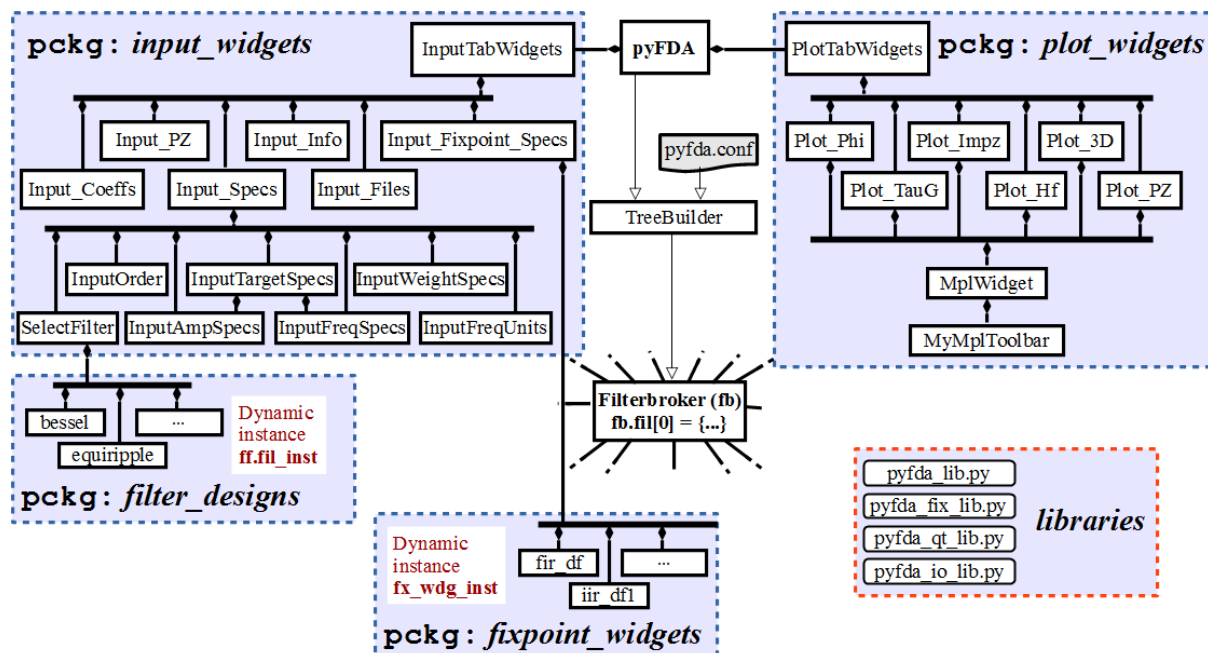 pckg: input_widgets
InputTabWidgets
pyFDA
PlotTabWidgets
pckg: plot_widgets
Input_PZ
Input_Info
Input_Fixpoint_Specs
Input_Coeffs
Input_Specs
Input_Files
pyfda.conf
TreeBuilder
Plot_Phi
Plot_Impz
Plot_3D
Plot_TauG
Plot_Hf
Plot_PZ
MplWidget
MyMplToolbar
InputOrder
InputTargetSpecs
InputWeightSpecs
SelectFilter
InputAmpSpecs
InputFreqSpecs
InputFreqUnits
bessel
...
equiripple
Dynamic
instance
ff.fil_inst
pckg: filter_designs
Filterbroker (fb)
fb.fil[0] = {...}
Dynamic
instance
fx_wdg_inst
fir_df
...
iir_df1
pckg: fixpoint_widgets
pyfda_lib.py
pyfda_fix_lib.py
pyfda_qt_lib.py
pyfda_io_lib.py
libraries